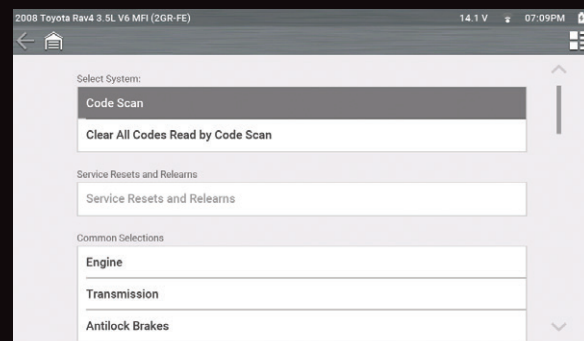 2008 Toyota Rav4 3.5L V6 MFI (2GR-FE) 14.1 V 07:09PM
Select System:
Code Scan
Clear All Codes Read by Code Scan
Service Resets and Relearns
Service Resets and Relearns
Common Selections
Engine
Transmission
Antilock Brakes